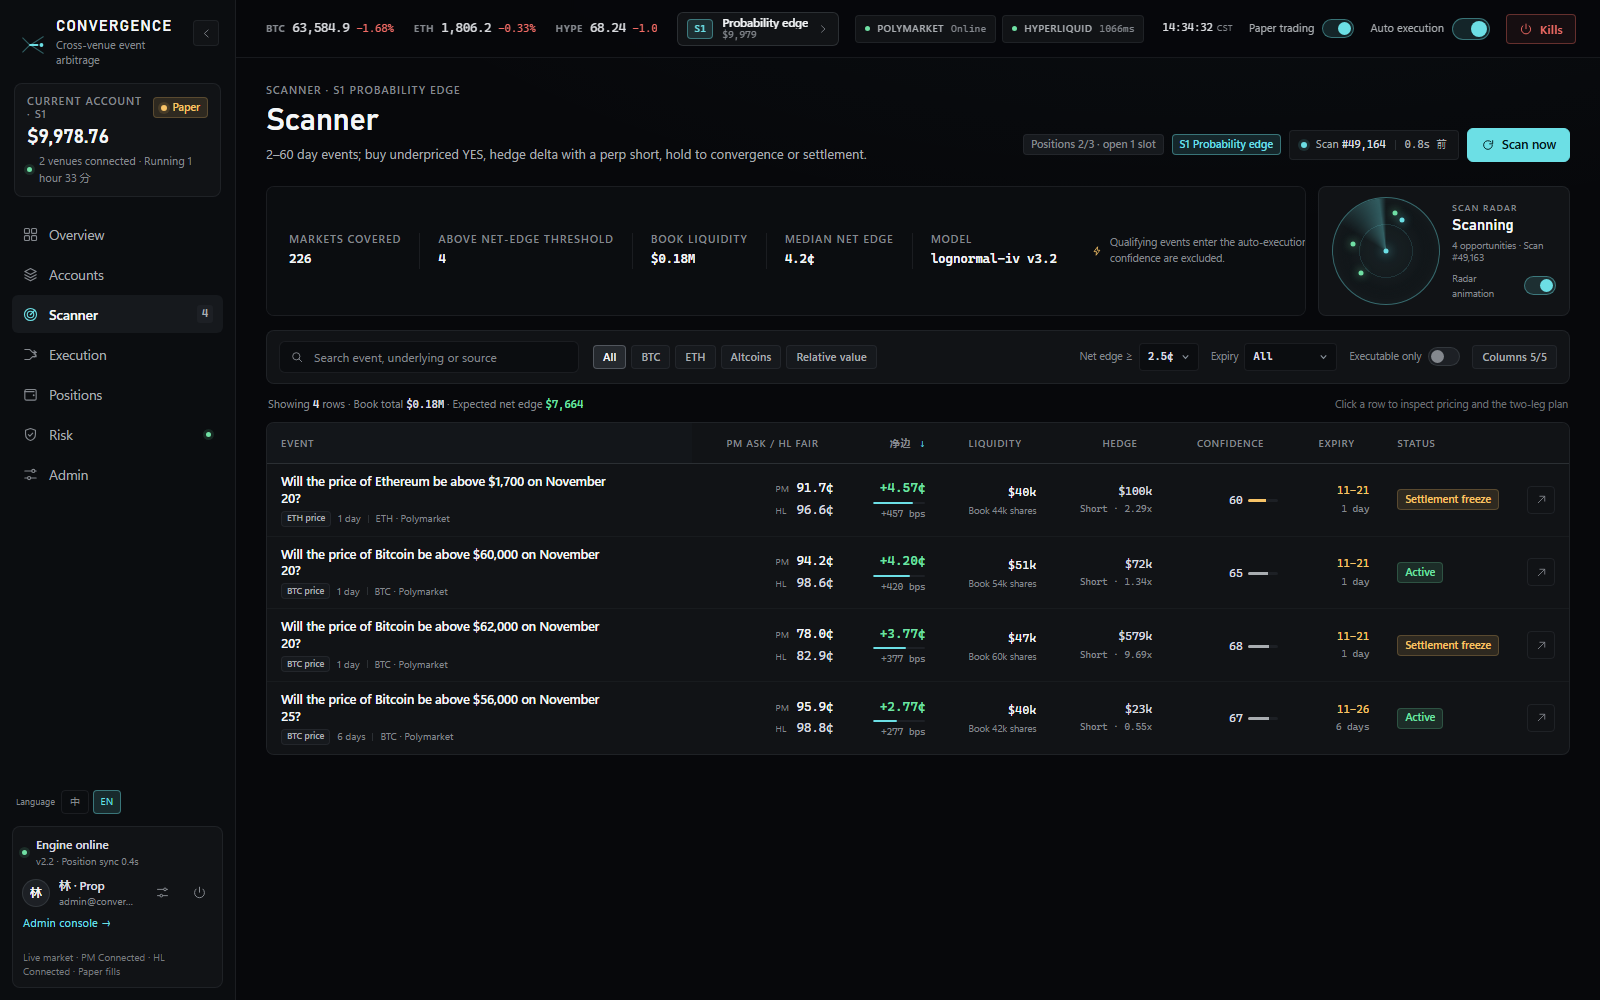 CONVERGENCE
Cross-venue event
arbitrage
CURRENT ACCOUNT
· S1
Paper
$9,978.76
2 venues connected · Running 1
hour 33 分
Overview
Accounts
Scanner 4
Execution
Positions
Risk
Admin
Language 中 EN
Engine online
v2.2 · Position sync 0.4s
林 林 · Prop
admin@conver...
Admin console →
Live market · PM Connected · HL
Connected · Paper fills
BTC 63,584.9 −1.68% ETH 1,806.2 −0.33% HYPE 68.24 −1.0
S1 Probability edge
$9,979
POLYMARKET Online
HYPERLIQUID 1066ms
14:34:32 CST
Paper trading
Auto execution
Kills
SCANNER · S1 PROBABILITY EDGE
Scanner
2–60 day events; buy underpriced YES, hedge delta with a perp short, hold to convergence or settlement.
Positions 2/3 · open 1 slot
S1 Probability edge
Scan #49,164 0.8s 前
Scan now
MARKETS COVERED
226
ABOVE NET-EDGE THRESHOLD
4
BOOK LIQUIDITY
$0.18M
MEDIAN NET EDGE
4.2¢
MODEL
lognormal-iv v3.2
Qualifying events enter the auto-execution
confidence are excluded.
SCAN RADAR
Scanning
4 opportunities · Scan
#49,163
Radar
animation
Search event, underlying or source
All BTC ETH Altcoins Relative value
Net edge ≥ 2.5¢
Expiry All
Executable only
Columns 5/5
Showing 4 rows · Book total $0.18M · Expected net edge $7,664
Click a row to inspect pricing and the two-leg plan
EVENT PM ASK / HL FAIR 净边 ↓ LIQUIDITY HEDGE CONFIDENCE EXPIRY STATUS
Will the price of Ethereum be above $1,700 on November
20?
ETH price 1 day ETH · Polymarket
PM 91.7¢
HL 96.6¢
+4.57¢
+457 bps
$40k
Book 44k shares
$100k
Short · 2.29x
60
11-21
1 day
Settlement freeze
Will the price of Bitcoin be above $60,000 on November
20?
BTC price 1 day BTC · Polymarket
PM 94.2¢
HL 98.6¢
+4.20¢
+420 bps
$51k
Book 54k shares
$72k
Short · 1.34x
65
11-21
1 day
Active
Will the price of Bitcoin be above $62,000 on November
20?
BTC price 1 day BTC · Polymarket
PM 78.0¢
HL 82.9¢
+3.77¢
+377 bps
$47k
Book 60k shares
$579k
Short · 9.69x
68
11-21
1 day
Settlement freeze
Will the price of Bitcoin be above $56,000 on November
25?
BTC price 6 days BTC · Polymarket
PM 95.9¢
HL 98.8¢
+2.77¢
+277 bps
$40k
Book 42k shares
$23k
Short · 0.55x
67
11-26
6 days
Active